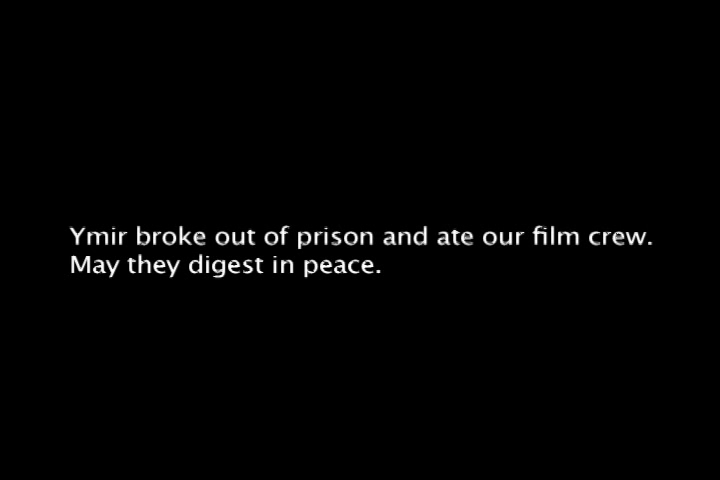 Ymir broke out of prison and ate our film crew.
May they digest in peace.